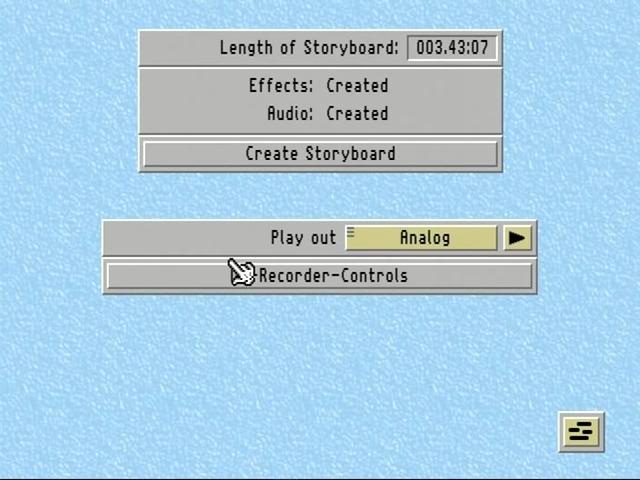 Length of Storyboard: 003.43:07
Effects: Created
Audio: Created
Create Storyboard
Play out Analog
Recorder-Controls